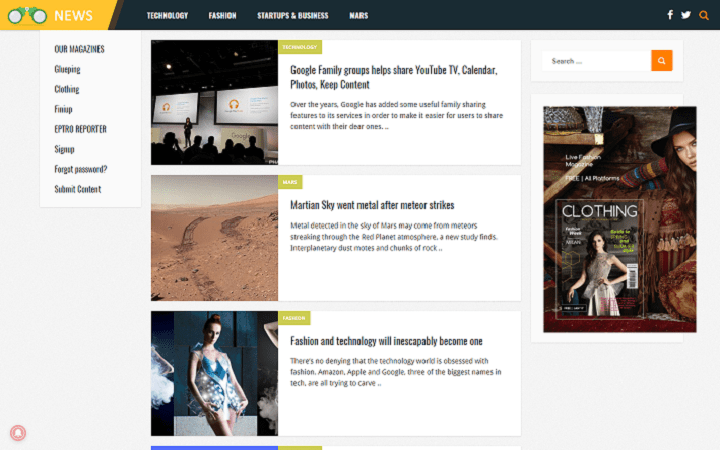 NEWS
TECHNOLOGY FASHION STARTUPS & BUSINESS MARS
OUR MAGAZINES
Glueping
Clothing
Finiup
EPTRO REPORTER
Signup
Forgot password?
Submit Content
TECHNOLOGY
Google Family groups helps share YouTube TV, Calendar,
Photos, Keep Content
Over the years, Google has added some useful family sharing
features to its services in order to make it easier for users to share
content with their dear ones. ..
MARS
Martian Sky went metal after meteor strikes
Metal detected in the sky of Mars may come from meteors
streaking through the Red Planet atmosphere, a new study finds.
Interplanetary dust motes and chunks of rock ..
FASHION
Fashion and technology will inescapably become one
There's no denying that the technology world is obsessed with
fashion. Amazon, Apple and Google, three of the biggest names in
tech, are all trying to carve ..
Search ...
Live Fashion
Magazine
FREE | All Platforms
CLOTHING
Fashion
Week
MILAN